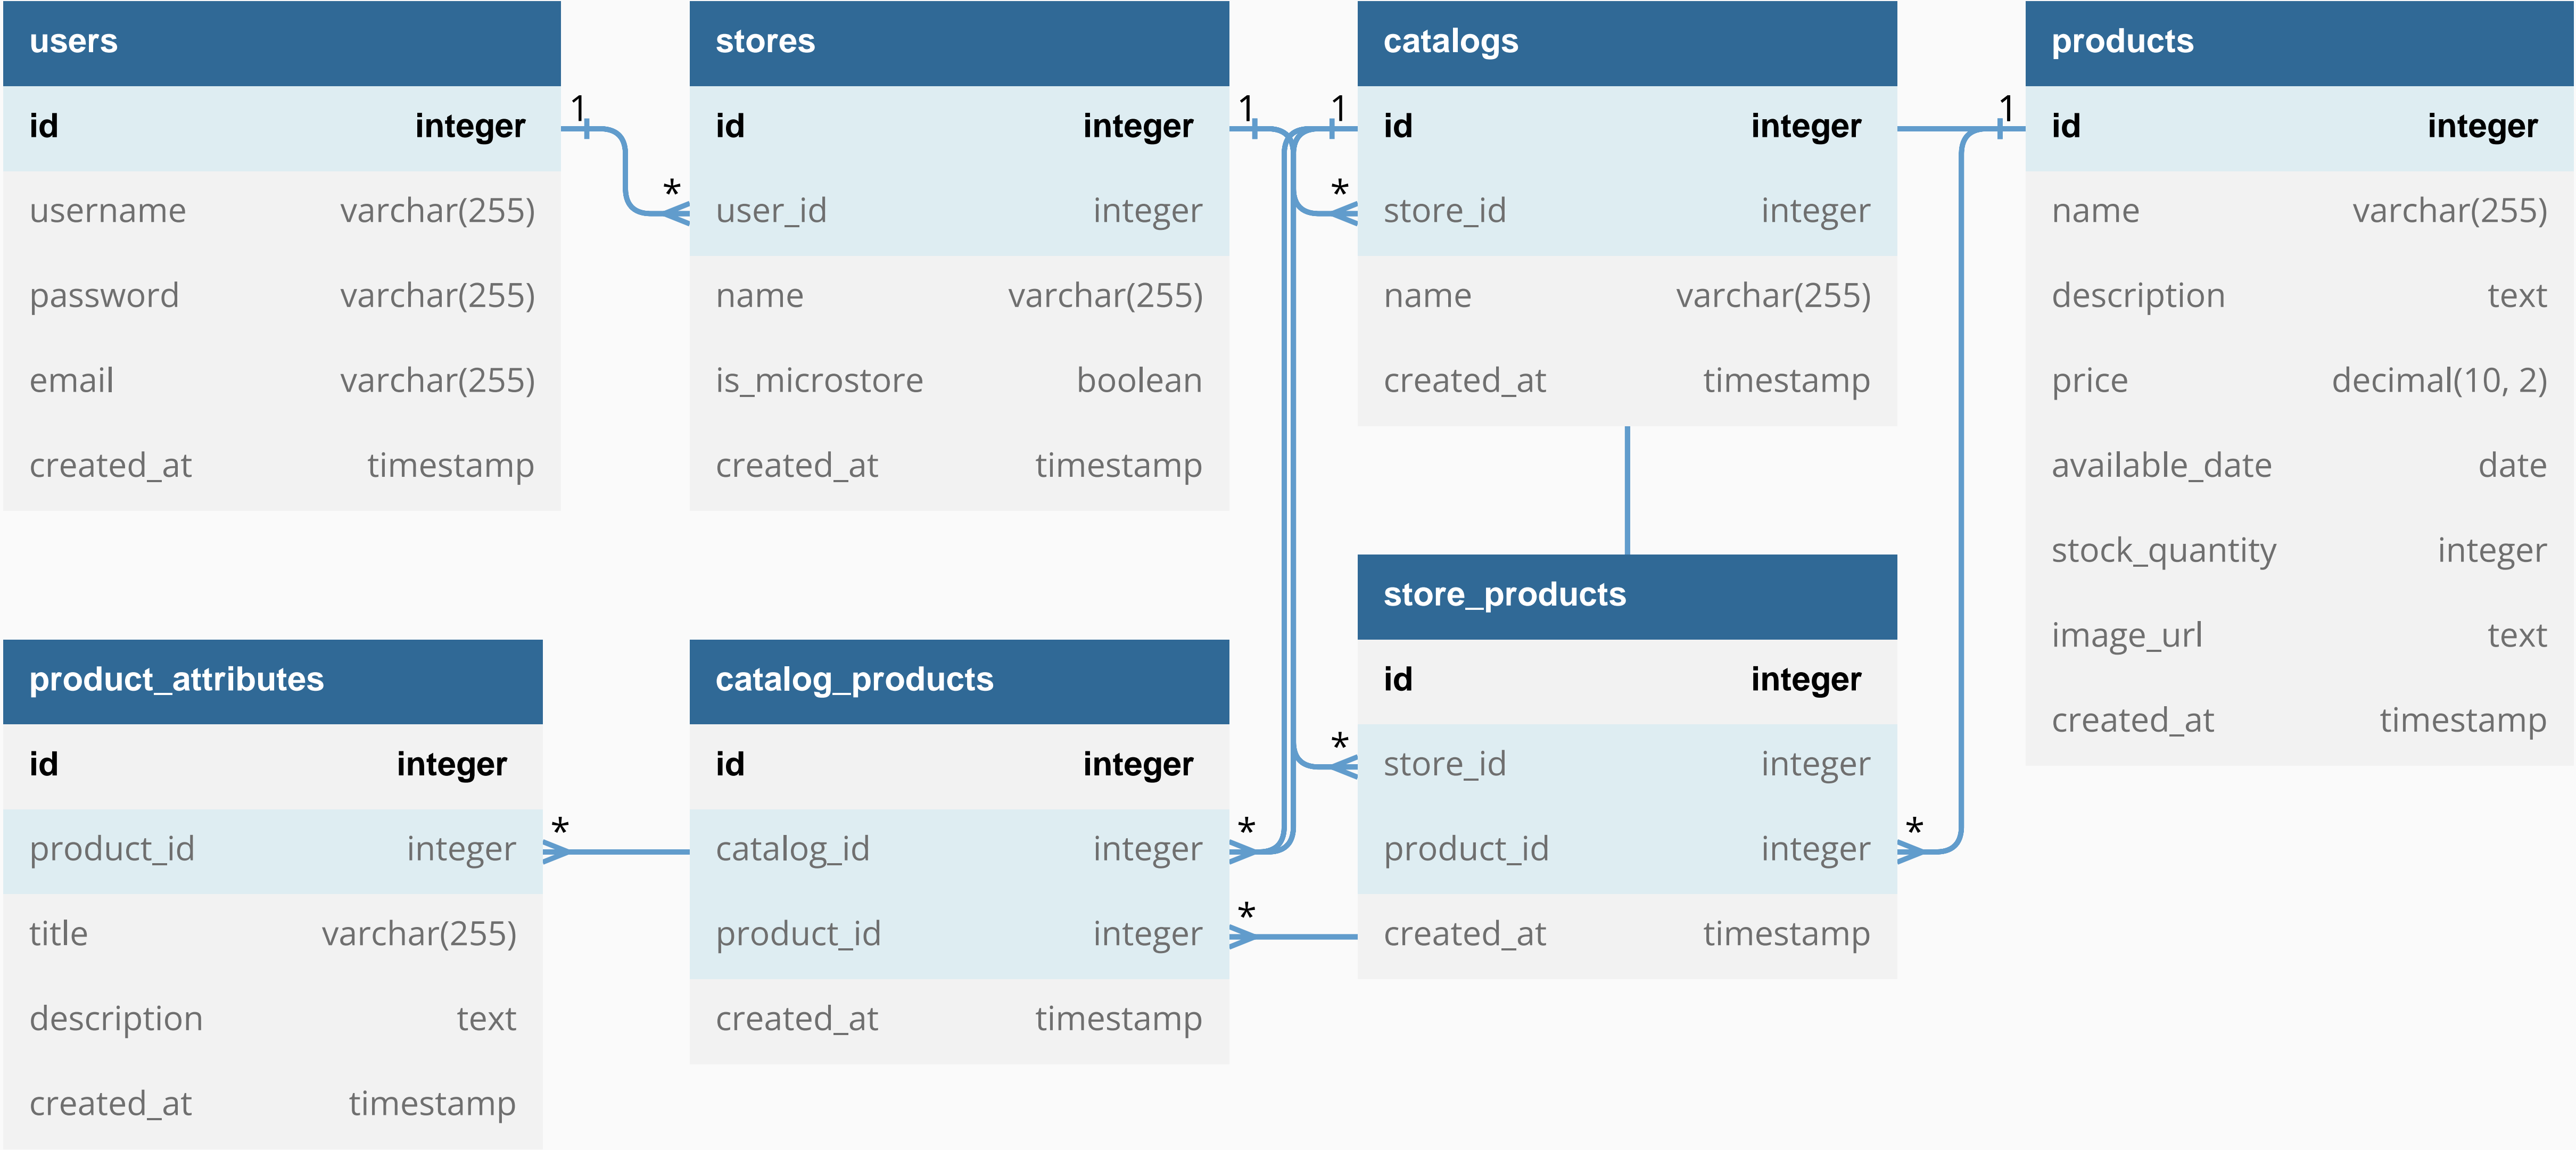 users
id integer
username varchar(255)
password varchar(255)
email varchar(255)
created_at timestamp
1
*
stores
id integer
user_id integer
name varchar(255)
is_microstore boolean
created_at timestamp
1
1
*
catalogs
id integer
store_id integer
name varchar(255)
created_at timestamp
1
products
id integer
name varchar(255)
description text
price decimal(10, 2)
available_date date
stock_quantity integer
image_url text
created_at timestamp
product_attributes
id integer
product_id integer
title varchar(255)
description text
created_at timestamp
*
catalog_products
id integer
catalog_id integer
product_id integer
created_at timestamp
*
*
*
store_products
id integer
store_id integer
product_id integer
created_at timestamp
*